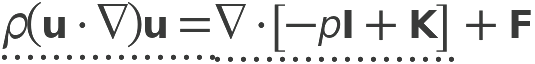 ρ(𝐮 · ∇)𝐮 = ∇ · [−p𝐈 + 𝐊] + 𝐅